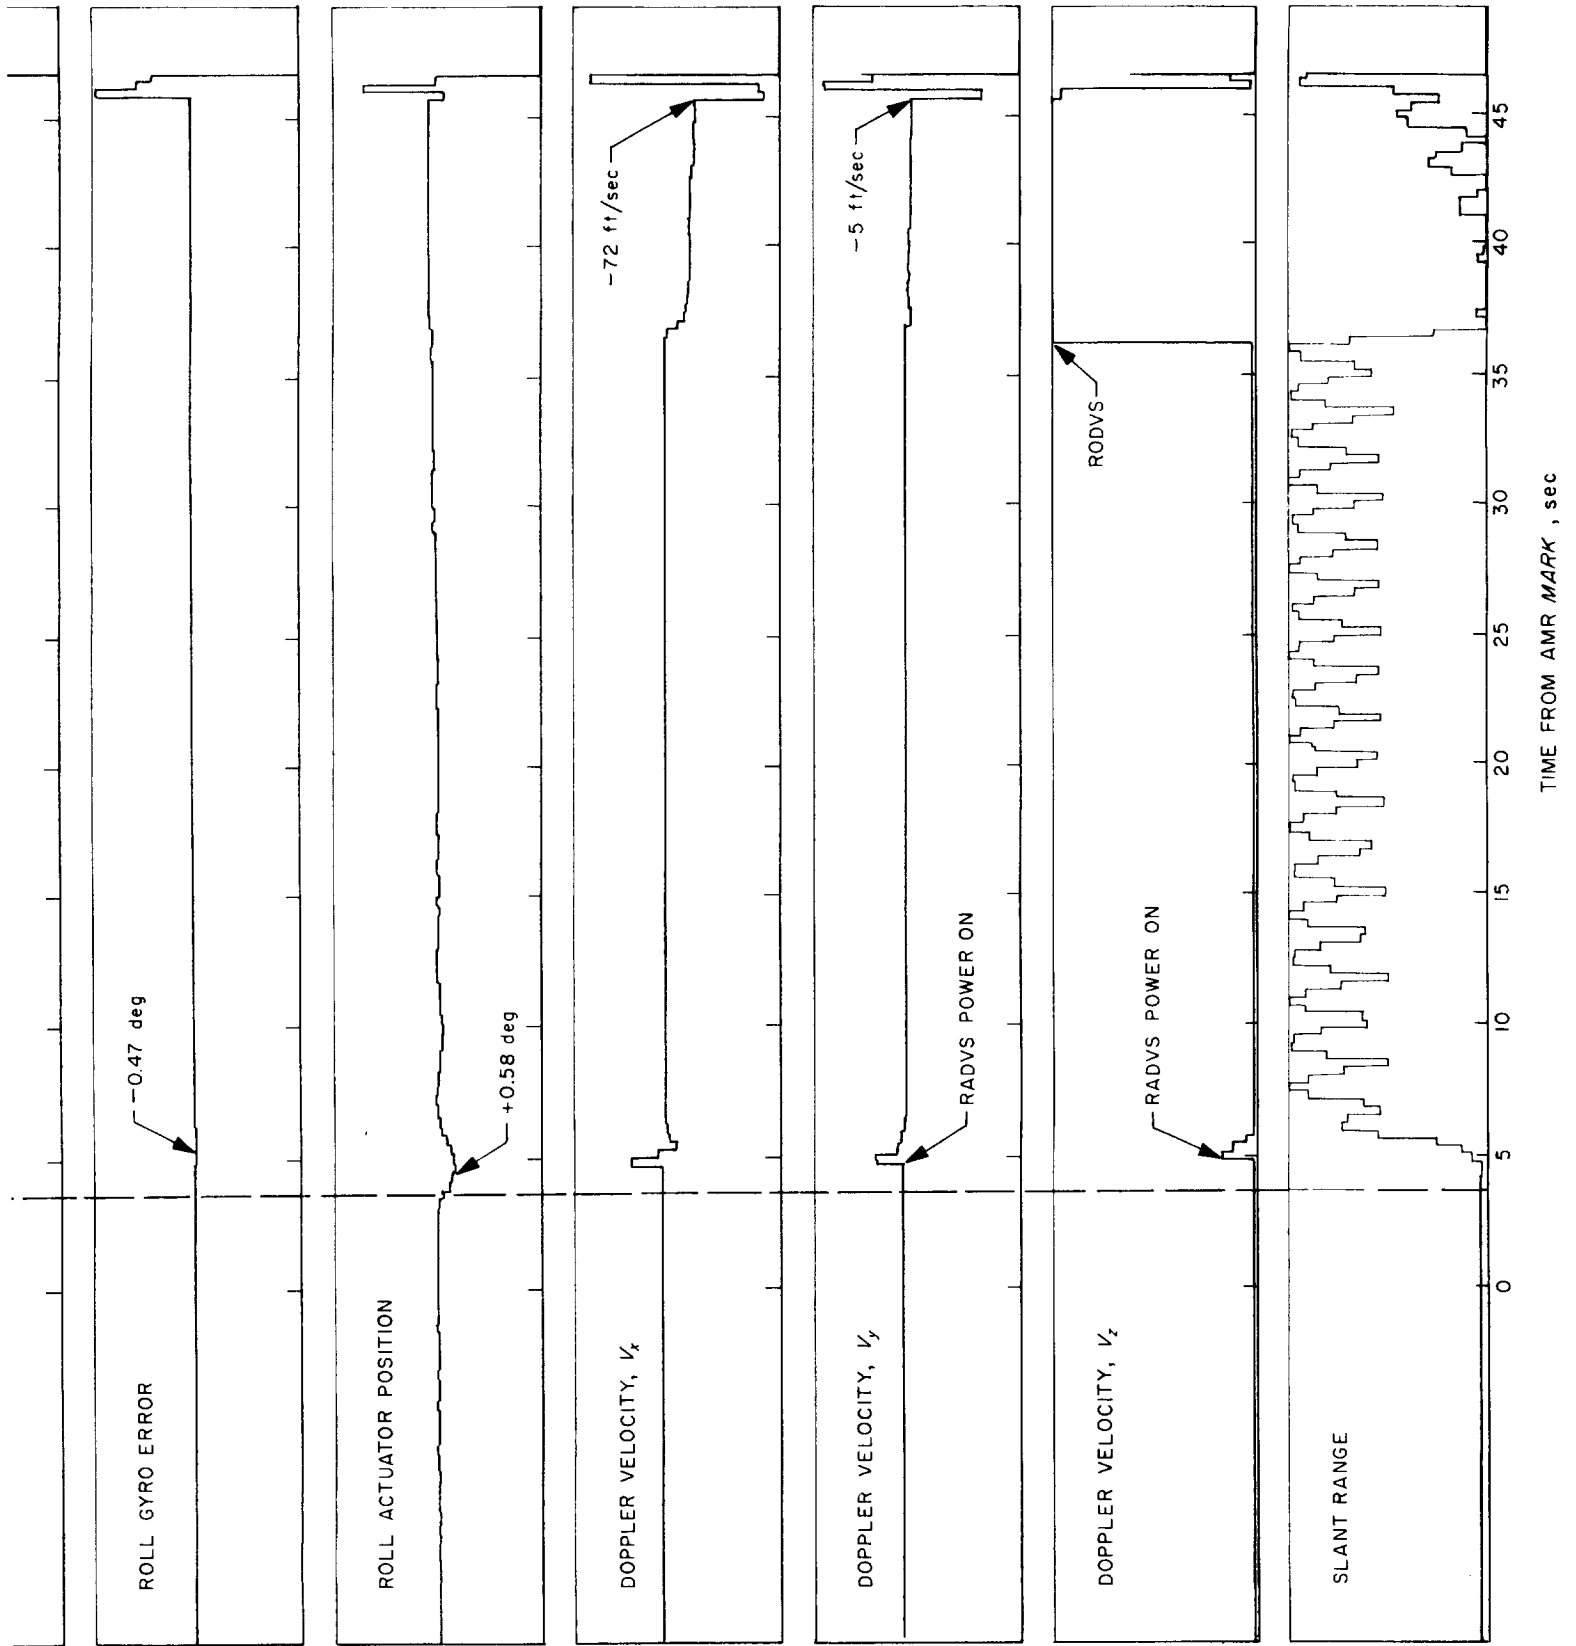 ROLL GYRO ERROR
−0.47 deg
ROLL ACTUATOR POSITION
+0.58 deg
DOPPLER VELOCITY, Vx
−72 ft/sec
DOPPLER VELOCITY, Vy
RADVS POWER ON
−5 ft/sec
DOPPLER VELOCITY, Vz
RADVS POWER ON
RODVS
SLANT RANGE
0 5 10 15 20 25 30 35 40 45
TIME FROM AMR MARK, sec